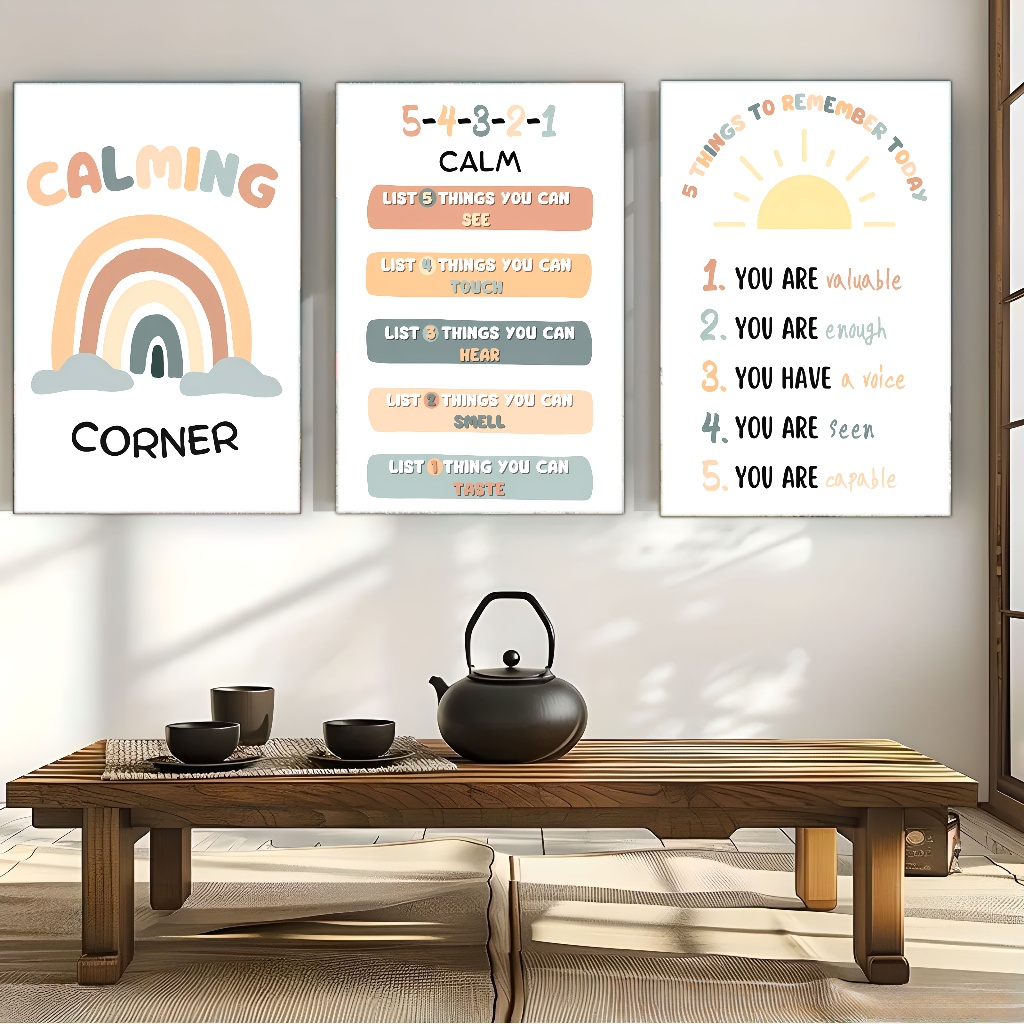 CALMING
CORNER
5-4-3-2-1
CALM
LIST 5 THINGS YOU CAN
SEE
LIST 4 THINGS YOU CAN
TOUCH
LIST 3 THINGS YOU CAN
HEAR
LIST 2 THINGS YOU CAN
SMELL
LIST 1 THING YOU CAN
TASTE
5 THINGS TO REMEMBER TODAY
1. YOU ARE valuable
2. YOU ARE enough
3. YOU HAVE a voice
4. YOU ARE seen
5. YOU ARE capable